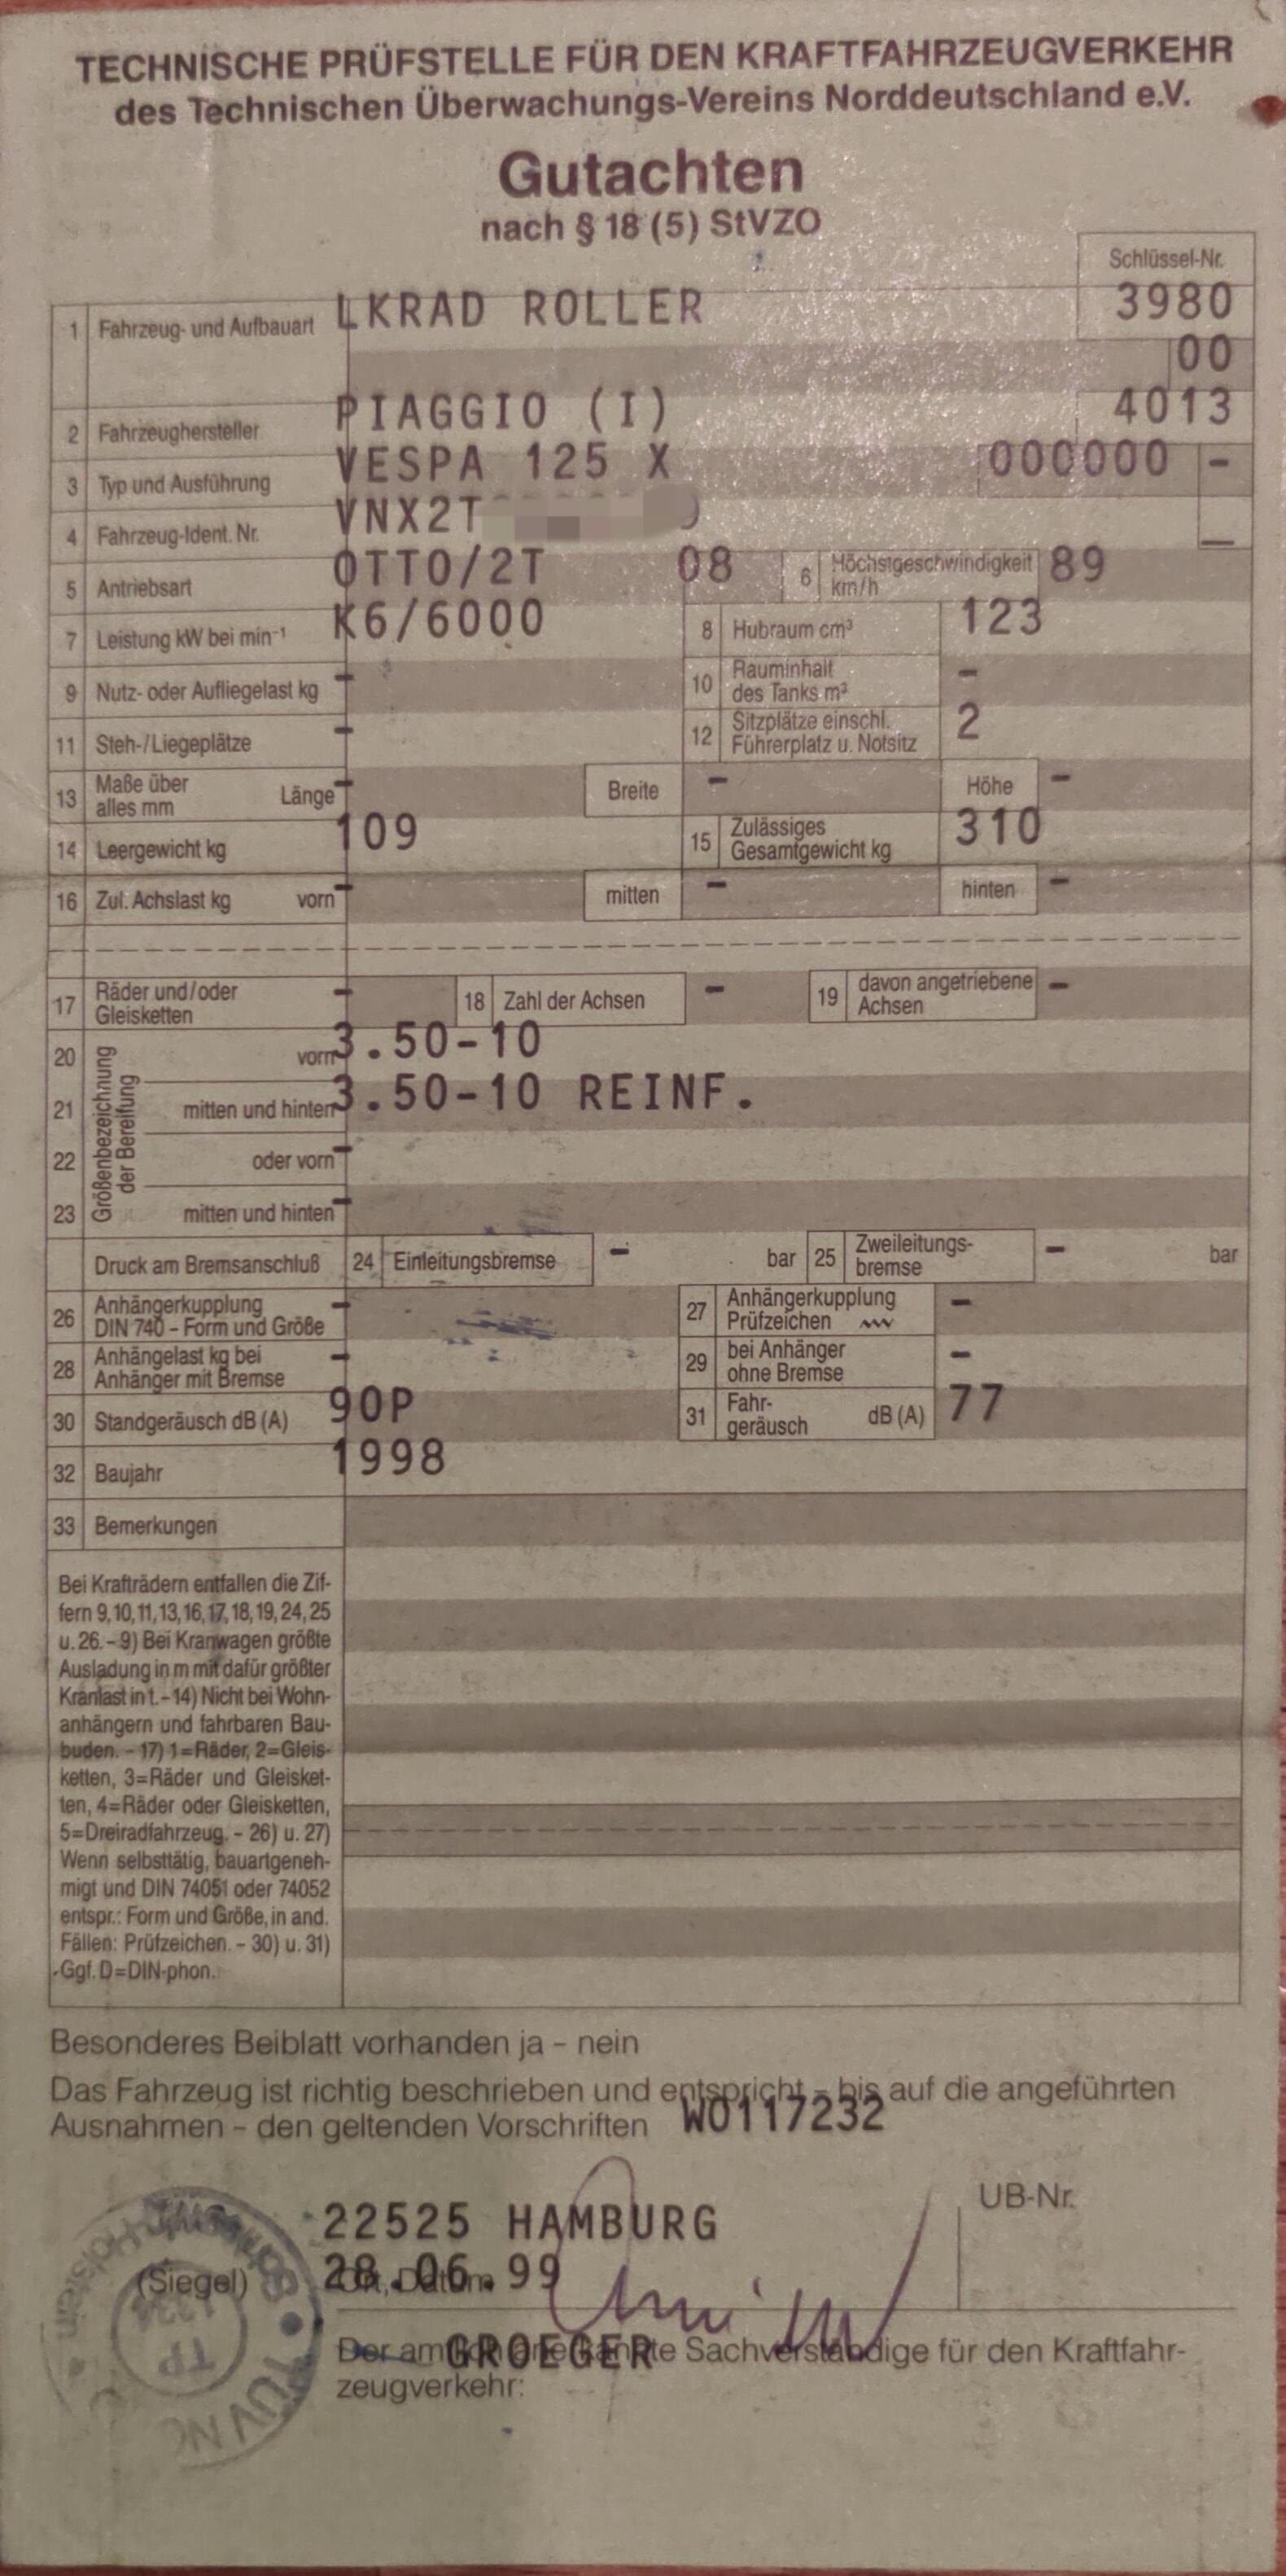 TECHNISCHE PRÜFSTELLE FÜR DEN KRAFTFAHRZEUGVERKEHR
des Technischen Überwachungs-Vereins Norddeutschland e.V.
Gutachten
nach § 18 (5) StVZO
Schlüssel-Nr.
1 Fahrzeug- und Aufbauart LKRAD ROLLER 3980
00
2 Fahrzeughersteller PIAGGIO (I) 4013
3 Typ und Ausführung VESPA 125 X 000000 -
4 Fahrzeug-Ident. Nr. VNX2T
5 Antriebsart OTTO/2T 08 6 Höchstgeschwindigkeit km/h 89
7 Leistung kW bei min⁻¹ K6/6000 8 Hubraum cm³ 123
9 Nutz- oder Aufliegelast kg - 10 Rauminhalt des Tanks m³ -
11 Steh-/Liegeplätze - 12 Sitzplätze einschl. Führerplatz u. Notsitz 2
13 Maße über alles mm Länge - Breite - Höhe -
14 Leergewicht kg 109 15 Zulässiges Gesamtgewicht kg 310
16 Zul. Achslast kg vorn - mitten - hinten -
17 Räder und/oder Gleisketten - 18 Zahl der Achsen - 19 davon angetriebene Achsen -
Größenbezeichnung der Bereifung
20 vorn 3.50-10
21 mitten und hinten 3.50-10 REINF.
22 oder vorn -
23 mitten und hinten -
Druck am Bremsanschluß 24 Einleitungsbremse - bar 25 Zweileitungs-bremse - bar
26 Anhängerkupplung DIN 740 - Form und Größe - 27 Anhängerkupplung Prüfzeichen -
28 Anhängelast kg bei Anhänger mit Bremse - 29 bei Anhänger ohne Bremse -
30 Standgeräusch dB (A) 90P 31 Fahr-geräusch dB (A) 77
32 Baujahr 1998
33 Bemerkungen
Bei Krafträdern entfallen die Zif-
fern 9,10,11,13,16,17,18,19,24,25
u. 26. - 9) Bei Kranwagen größte
Ausladung in m mit dafür größter
Kranlast in t. - 14) Nicht bei Wohn-
anhängern und fahrbaren Bau-
buden. - 17) 1=Räder, 2=Gleis-
ketten, 3=Räder und Gleisket-
ten, 4=Räder oder Gleisketten,
5=Dreiradfahrzeug. - 26) u. 27)
Wenn selbsttätig, bauartgeneh-
migt und DIN 74051 oder 74052
entspr.: Form und Größe, in and.
Fällen: Prüfzeichen. - 30) u. 31)
Ggf. D=DIN-phon.
Besonderes Beiblatt vorhanden ja - nein
Das Fahrzeug ist richtig beschrieben und entspricht - bis auf die angeführten
Ausnahmen - den geltenden Vorschriften W0117232
22525 HAMBURG UB-Nr.
(Siegel) 28.06.99 Ort, Datum
Der amtlich anerkannte Sachverständige für den Kraftfahr-
GROEGER
zeugverkehr:
Schleswig-Holstein
TP
TÜV